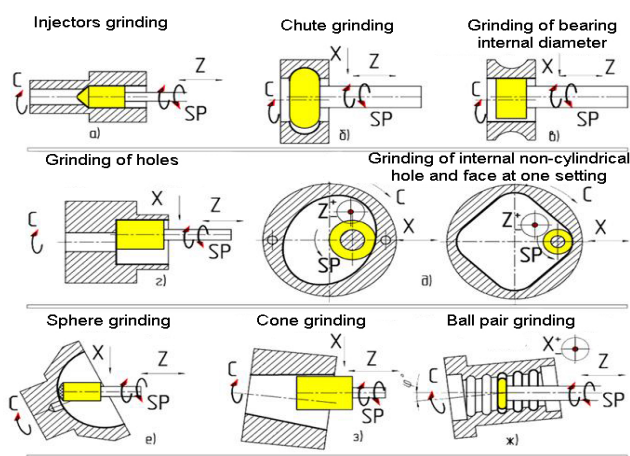 Injectors grinding
Chute grinding
Grinding of bearing
internal diameter
C
Z
SP
а)
C
X
Z
SP
б)
C
X
Z
SP
в)
Grinding of holes
Grinding of internal non-cylindrical
hole and face at one setting
C
X
Z
SP
г)
C
Z+
X
SP
д)
C
Z+
X
SP
Sphere grinding
Cone grinding
Ball pair grinding
C
X
Z
SP
е)
C
X
Z
SP
з)
C
φ°
X+
Z
SP
ж)